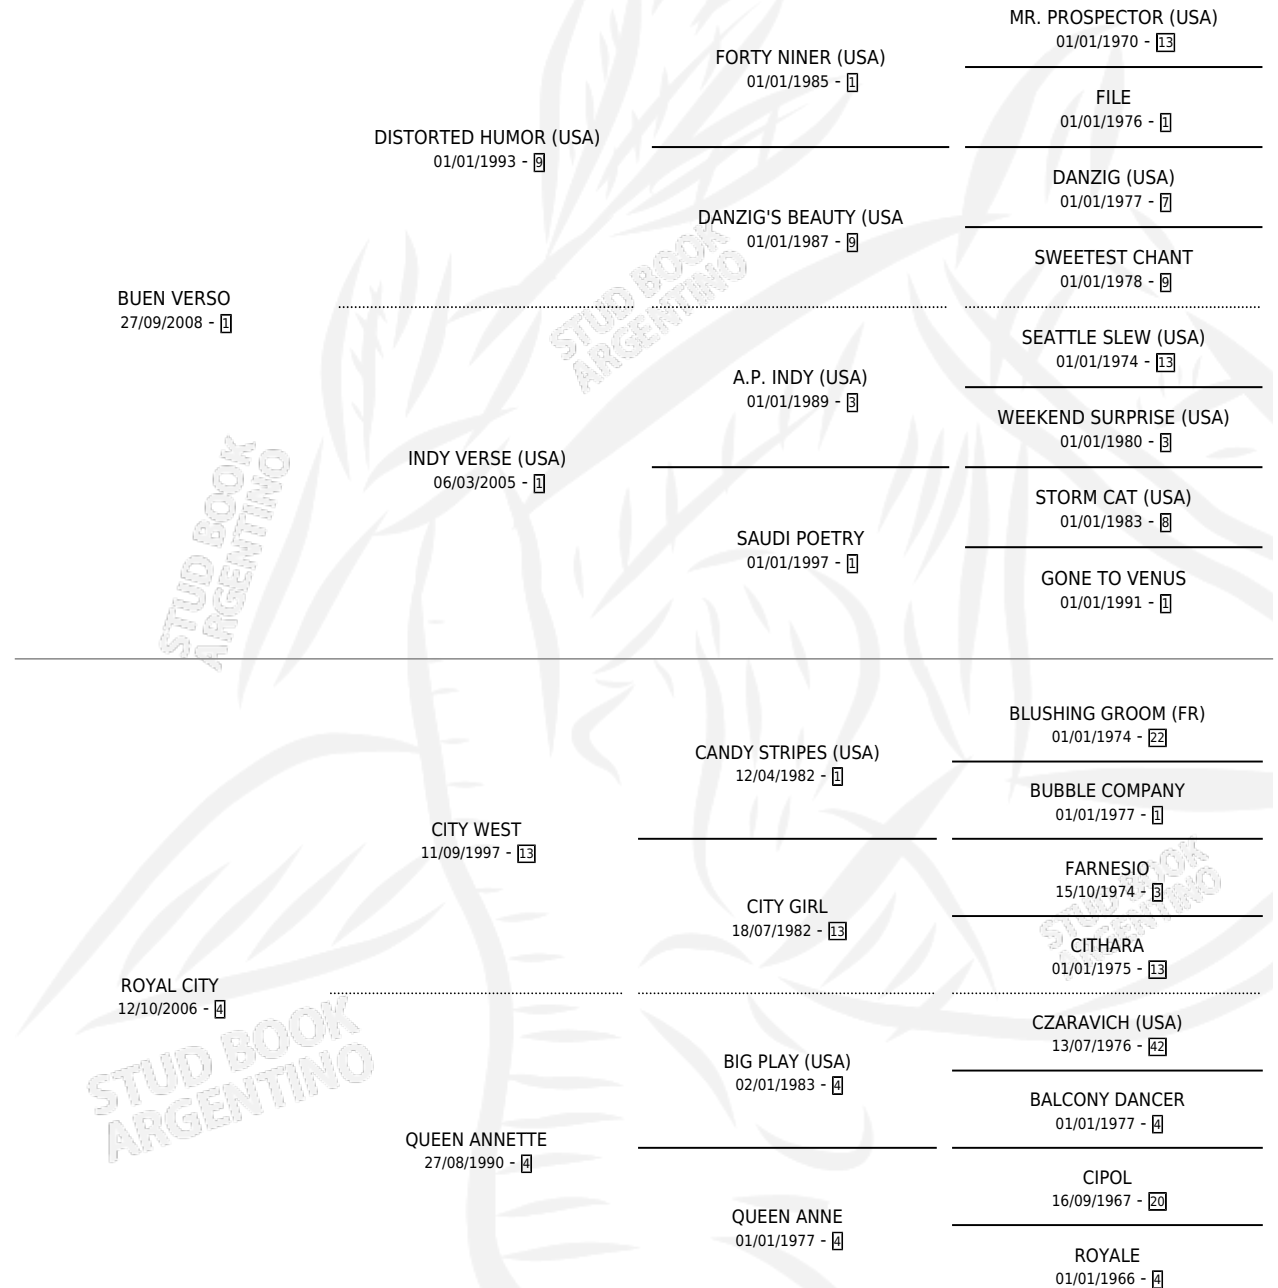 MR. PROSPECTOR (USA)
01/01/1970 - 13
FORTY NINER (USA)
01/01/1985 - 1
FILE
01/01/1976 - 1
DISTORTED HUMOR (USA)
01/01/1993 - 9
DANZIG (USA)
01/01/1977 - 7
DANZIG'S BEAUTY (USA
01/01/1987 - 9
SWEETEST CHANT
01/01/1978 - 9
BUEN VERSO
27/09/2008 - 1
STUD BOOK
ARGENTINO
SEATTLE SLEW (USA)
01/01/1974 - 13
A.P. INDY (USA)
01/01/1989 - 3
WEEKEND SURPRISE (USA)
01/01/1980 - 3
INDY VERSE (USA)
06/03/2005 - 1
STORM CAT (USA)
01/01/1983 - 8
SAUDI POETRY
01/01/1997 - 1
GONE TO VENUS
01/01/1991 - 1
STUD BOOK
ARGENTINO
BLUSHING GROOM (FR)
01/01/1974 - 22
CANDY STRIPES (USA)
12/04/1982 - 1
BUBBLE COMPANY
01/01/1977 - 1
CITY WEST
11/09/1997 - 13
FARNESIO
15/10/1974 - 3
CITY GIRL
18/07/1982 - 13
CITHARA
01/01/1975 - 13
STUD BOOK
ARGENTINO
ROYAL CITY
12/10/2006 - 4
STUD BOOK
ARGENTINO
CZARAVICH (USA)
13/07/1976 - 42
BIG PLAY (USA)
02/01/1983 - 4
BALCONY DANCER
01/01/1977 - 4
QUEEN ANNETTE
27/08/1990 - 4
CIPOL
16/09/1967 - 20
QUEEN ANNE
01/01/1977 - 4
ROYALE
01/01/1966 - 4